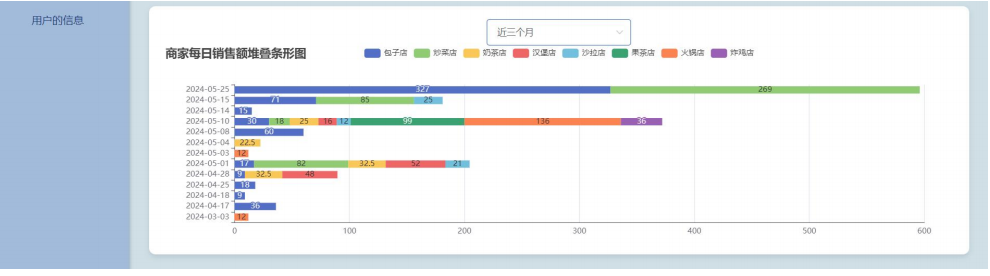 用户的信息
近三个月
商家每日销售额堆叠条形图
包子店 炒菜店 奶茶店 汉堡店 沙拉店 果茶店 火锅店 炸鸡店
2024-05-25 327 269
2024-05-15 71 85 25
2024-05-14 15
2024-05-10 30 18 25 16 12 99 136 36
2024-05-08 60
2024-05-04 22.5
2024-05-03 12
2024-05-01 17 82 32.5 52 21
2024-04-28 9 32.5 48
2024-04-25 18
2024-04-18 9
2024-04-17 36
2024-03-03 12
0 100 200 300 400 500 600